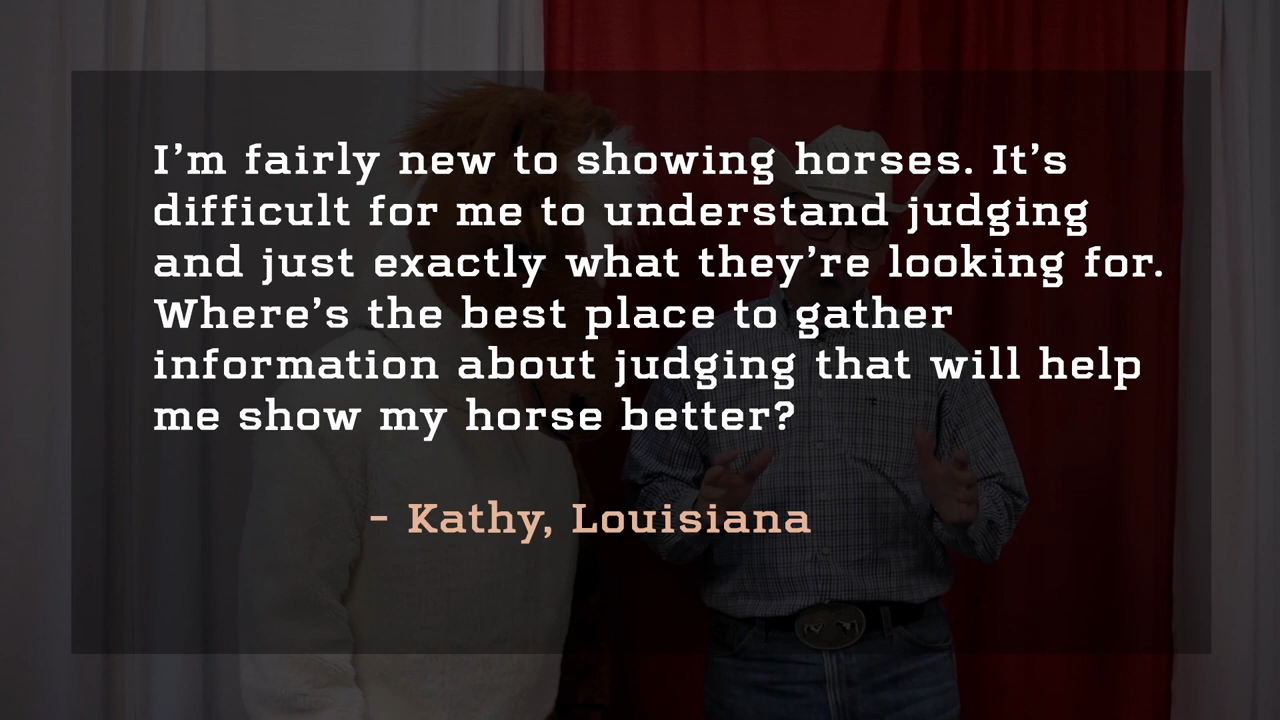 I’m fairly new to showing horses. It’s
difficult for me to understand judging
and just exactly what they’re looking for.
Where’s the best place to gather
information about judging that will help
me show my horse better?
- Kathy, Louisiana